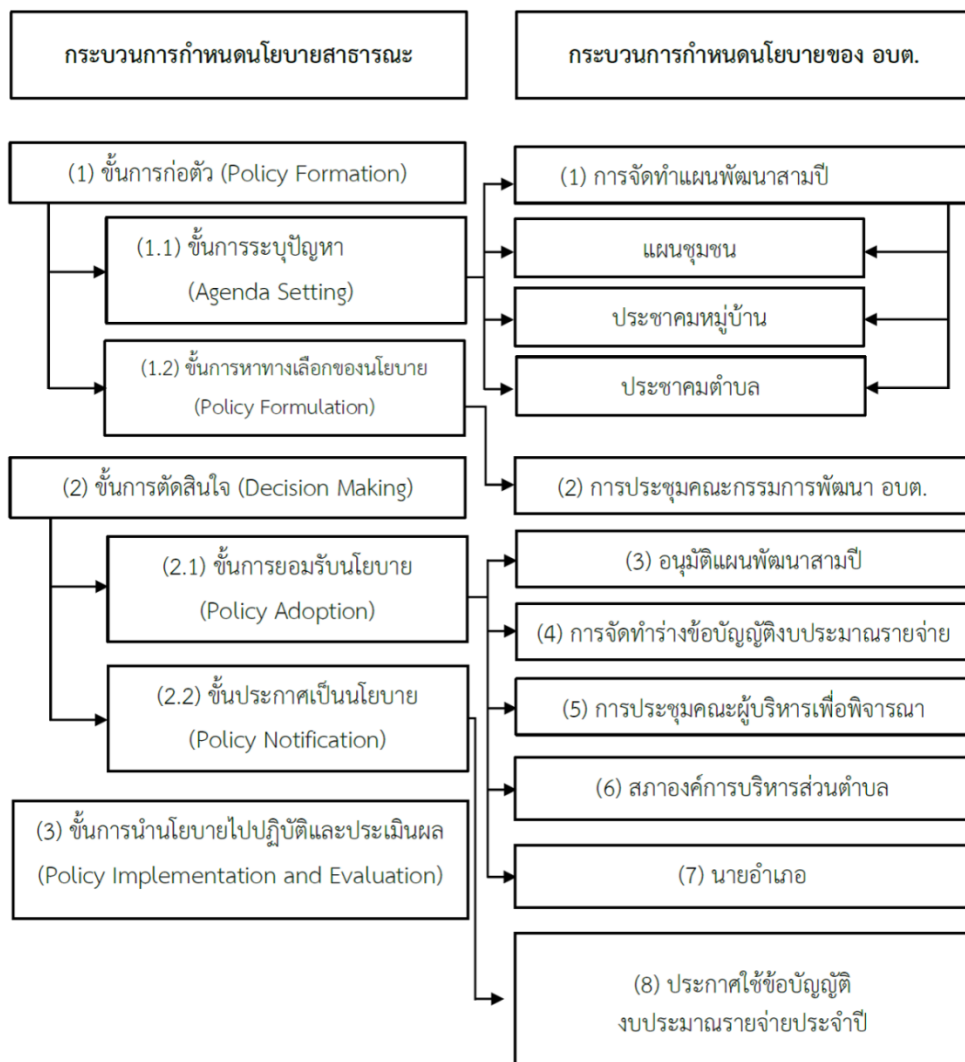 กระบวนการกำหนดนโยบายสาธารณะ
กระบวนการกำหนดนโยบายของ อบต.
(1) ขั้นการก่อตัว (Policy Formation)
(1.1) ขั้นการระบุปัญหา
(Agenda Setting)
(1.2) ขั้นการหาทางเลือกของนโยบาย
(Policy Formulation)
(2) ขั้นการตัดสินใจ (Decision Making)
(2.1) ขั้นการยอมรับนโยบาย
(Policy Adoption)
(2.2) ขั้นประกาศเป็นนโยบาย
(Policy Notification)
(3) ขั้นการนำนโยบายไปปฏิบัติและประเมินผล
(Policy Implementation and Evaluation)
(1) การจัดทำแผนพัฒนาสามปี
แผนชุมชน
ประชาคมหมู่บ้าน
ประชาคมตำบล
(2) การประชุมคณะกรรมการพัฒนา อบต.
(3) อนุมัติแผนพัฒนาสามปี
(4) การจัดทำร่างข้อบัญญัติงบประมาณรายจ่าย
(5) การประชุมคณะผู้บริหารเพื่อพิจารณา
(6) สภาองค์การบริหารส่วนตำบล
(7) นายอำเภอ
(8) ประกาศใช้ข้อบัญญัติ
งบประมาณรายจ่ายประจำปี